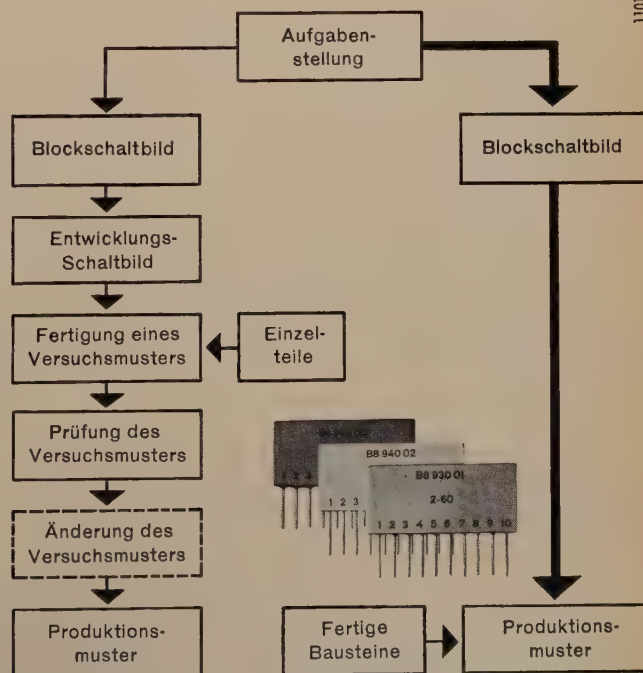 Aufgaben-
stellung
Blockschaltbild
Blockschaltbild
Entwicklungs-
Schaltbild
Fertigung eines
Versuchsmusters
Einzel-
teile
Prüfung des
Versuchsmusters
1 2 3
B8 940 02
1 2 3
B8 930 01
2-60
1 2 3 4 5 6 7 8 9 10
Änderung des
Versuchsmusters
Produktions-
muster
Fertige
Bausteine
Produktions-
muster